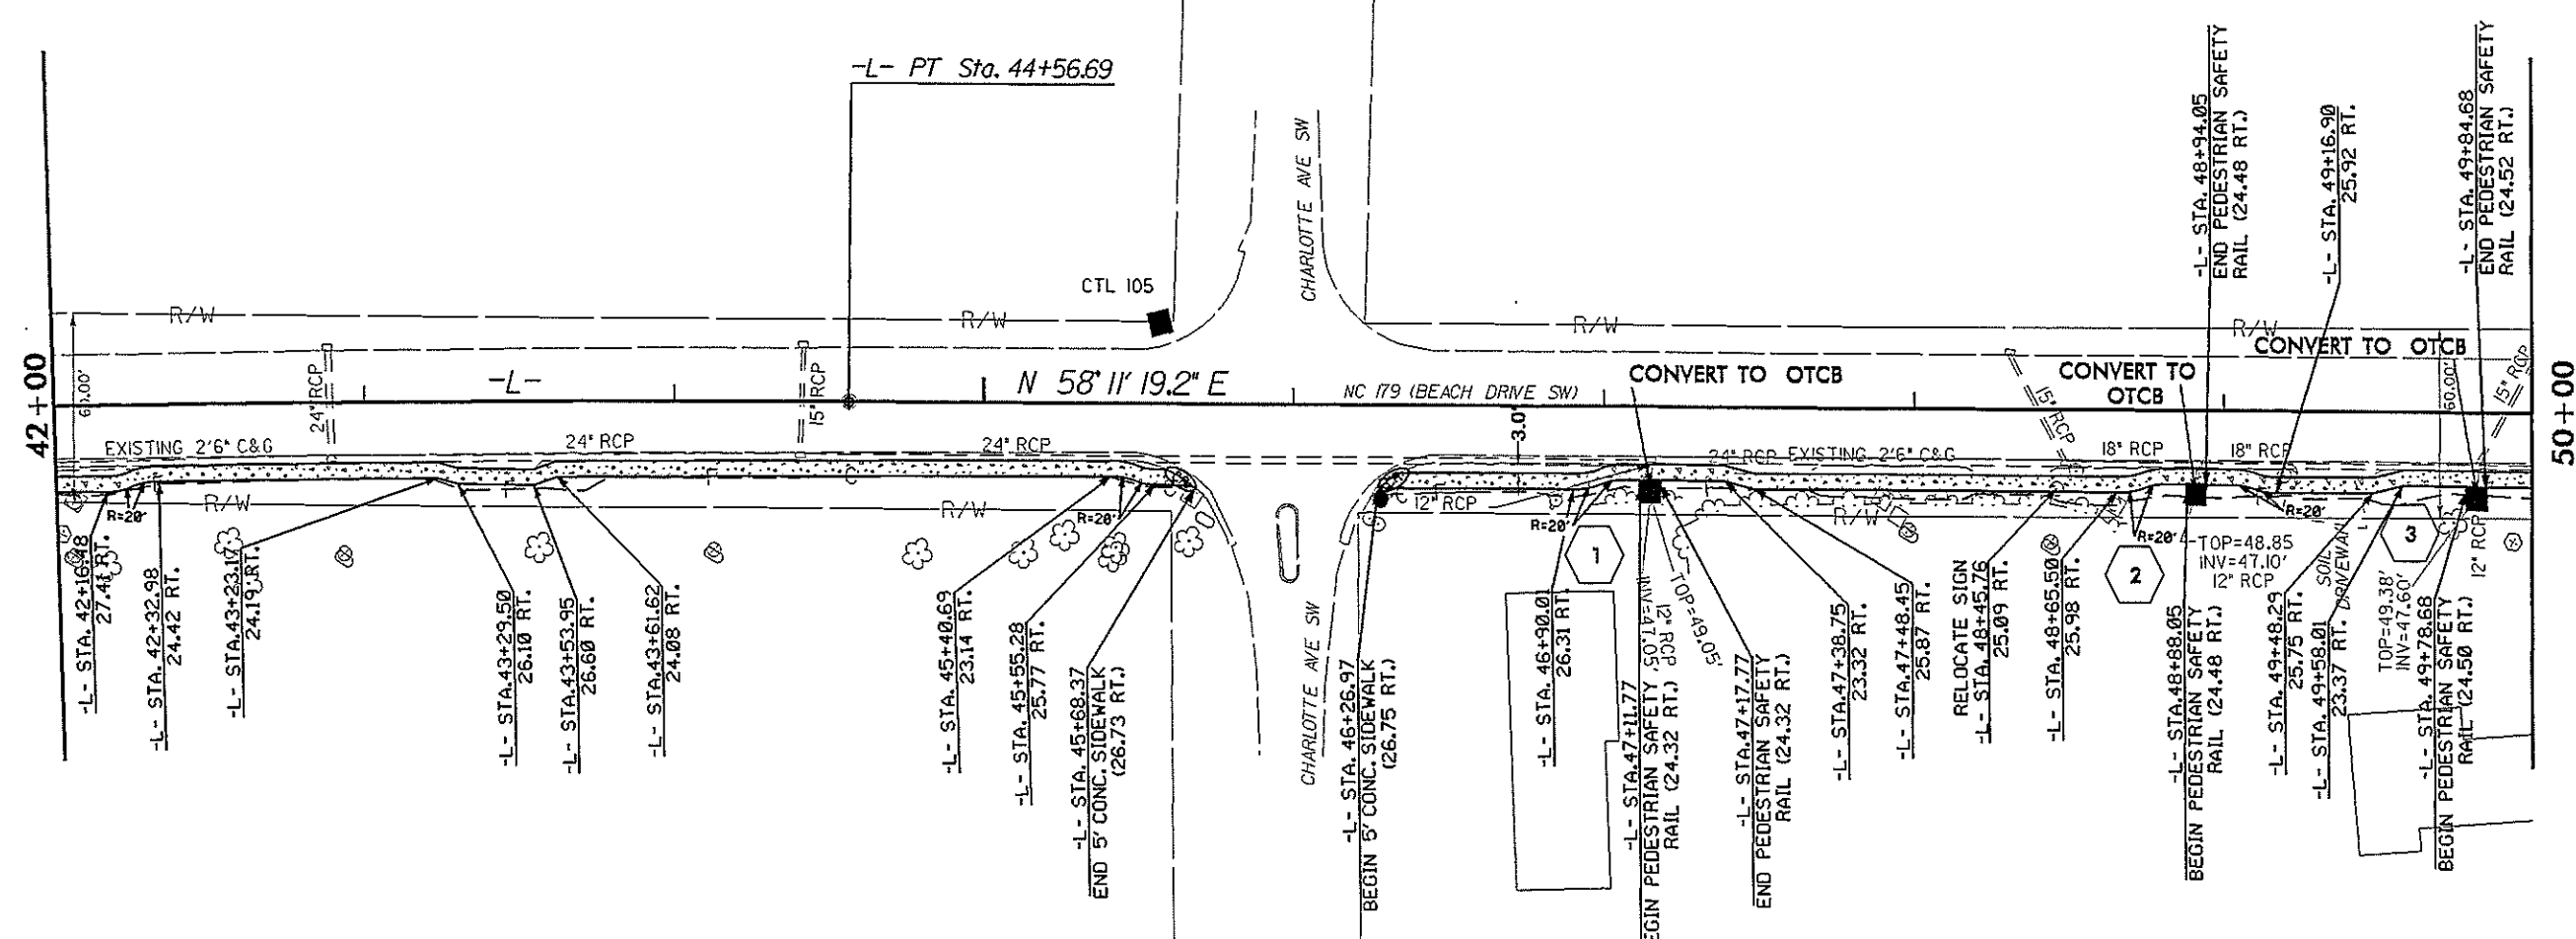 -L- PT Sta. 44+56.69
CTL 105
CHARLOTTE AVE SW
-L- STA. 48+94.05
END PEDESTRIAN SAFETY
RAIL (24.48 RT.)
-L- STA. 49+16.90
25.92 RT.
-L- STA. 49+84.68
END PEDESTRIAN SAFETY
RAIL (24.52 RT.)
R/W
R/W
R/W
R/W
CONVERT TO OTCB
CONVERT TO OTCB
CONVERT TO
OTCB
42+00
60.00'
24" RCP
-L-
15" RCP
N 58° 11' 19.2" E
NC 179 (BEACH DRIVE SW)
3.0'
15" RCP
60.00'
15" RCP
50+00
EXISTING 2'6" C&G
24" RCP
24" RCP
24" RCP
EXISTING 2'6" C&G
18" RCP
18" RCP
R/W
R/W
R/W
12" RCP
R=20'
R=20'
R=20'
R=20'
R=20'
1
2
3
-L- STA. 42+16.48
27.41 RT.
-L- STA. 42+32.98
24.42 RT.
-L- STA.43+23.17
24.19' RT.
-L- STA.43+29.50
26.10 RT.
-L- STA.43+53.95
26.60 RT.
-L- STA.43+61.62
24.08 RT.
-L- STA. 45+40.69
23.14 RT.
-L- STA. 45+55.28
25.77 RT.
-L- STA. 45+68.37
END 5' CONC. SIDEWALK
(26.73 RT.)
CHARLOTTE AVE SW
-L- STA. 46+26.97
BEGIN 5' CONC. SIDEWALK
(26.75 RT.)
-L- STA. 46+90.01
26.31 RT.
-L- STA.47+11.77
EGIN PEDESTRIAN SAFETY
RAIL (24.32 RT.)
INV=47.05'
12" RCP
TOP=49.05'
-L- STA.47+17.77
END PEDESTRIAN SAFETY
RAIL (24.32 RT.)
-L- STA.47+38.75
23.32 RT.
-L- STA.47+48.45
25.87 RT.
RELOCATE SIGN
-L- STA. 48+45.76
25.09 RT.
-L- STA. 48+65.50
25.98 RT.
TOP=48.85
INV=47.10'
12" RCP
-L- STA.48+88.05
BEGIN PEDESTRIAN SAFETY
RAIL (24.48 RT.)
-L- STA. 49+48.29
25.75 RT.
SOIL
DRIVEWAY
-L- STA. 49+58.01
23.37 RT.
TOP=49.38'
INV=47.60'
12" RCP
-L- STA. 49+78.68
BEGIN PEDESTRIAN SAFETY
RAIL (24.50 RT.)